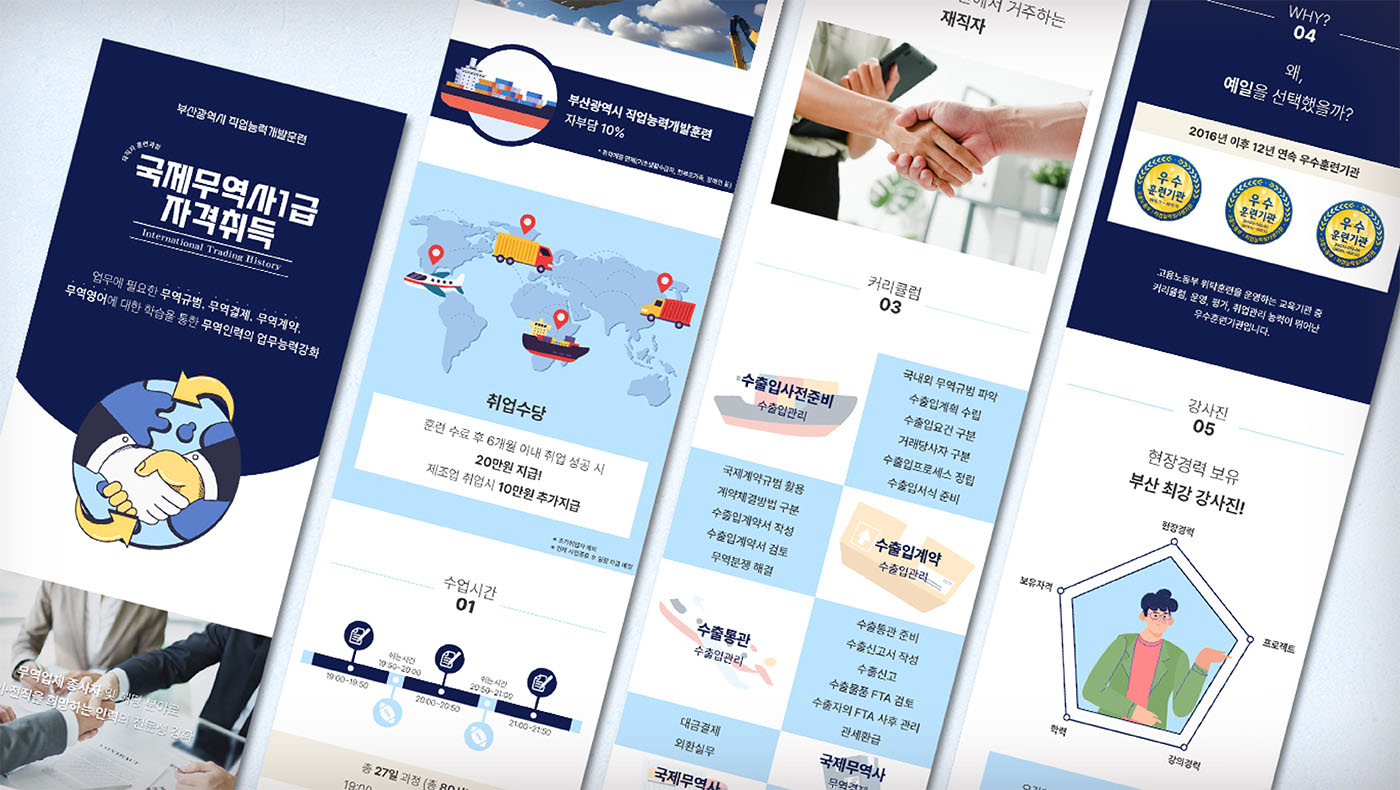 부산광역시 직업능력개발훈련
재직자 훈련과정
국제무역사1급
자격취득
International Trading History
업무에 필요한 무역규범, 무역결제, 무역계약,
무역영어에 대한 학습을 통한 무역인력의 업무능력강화
무역업체 종사자 및 해당 분야로
전문성 강화
부산광역시 직업능력개발훈련
자부담 10%
취업수당
훈련 수료 후 6개월 이내 취업 성공 시
20만원 지급!
제조업 취업시 10만원 추가지급
* 조기취업자 제외
수업시간
01
쉬는시간
19:50~20:00
쉬는시간
20:50~21:00
19:00~19:50
20:00~20:50
21:00~21:50
총 27일 과정 (총 80시
19:00
에서 거주하는
재직자
커리큘럼
03
수출입사전준비
수출입관리
국내외 무역규범 파악
수출입계획 수립
수출입요건 구분
거래당사자 구분
수출입프로세스 정립
수출입서식 준비
국제계약규범 활용
계약체결방법 구분
수출입계약서 작성
수출입계약서 검토
무역분쟁 해결
수출입계약
수출입관리
수출통관
수출입관리
수출통관 준비
수출신고서 작성
수출신고
수출물품 FTA 검토
수출자의 FTA 사후 관리
관세환급
대금결제
외환실무
국제무역사
국제무역사
무역결제
WHY?
04
왜,
예일을 선택했을까?
2016년 이후 12년 연속 우수훈련기관
우수
훈련기관
우수
훈련기관
우수
훈련기관
고용노동부 위탁훈련을 운영하는 교육기관 중
커리큘럼, 운영, 평가, 취업관리 능력이 뛰어난
우수훈련기관입니다.
강사진
05
현장경력 보유
부산 최강 강사진!
현장경력
보유자격
프로젝트
학력
강의경력